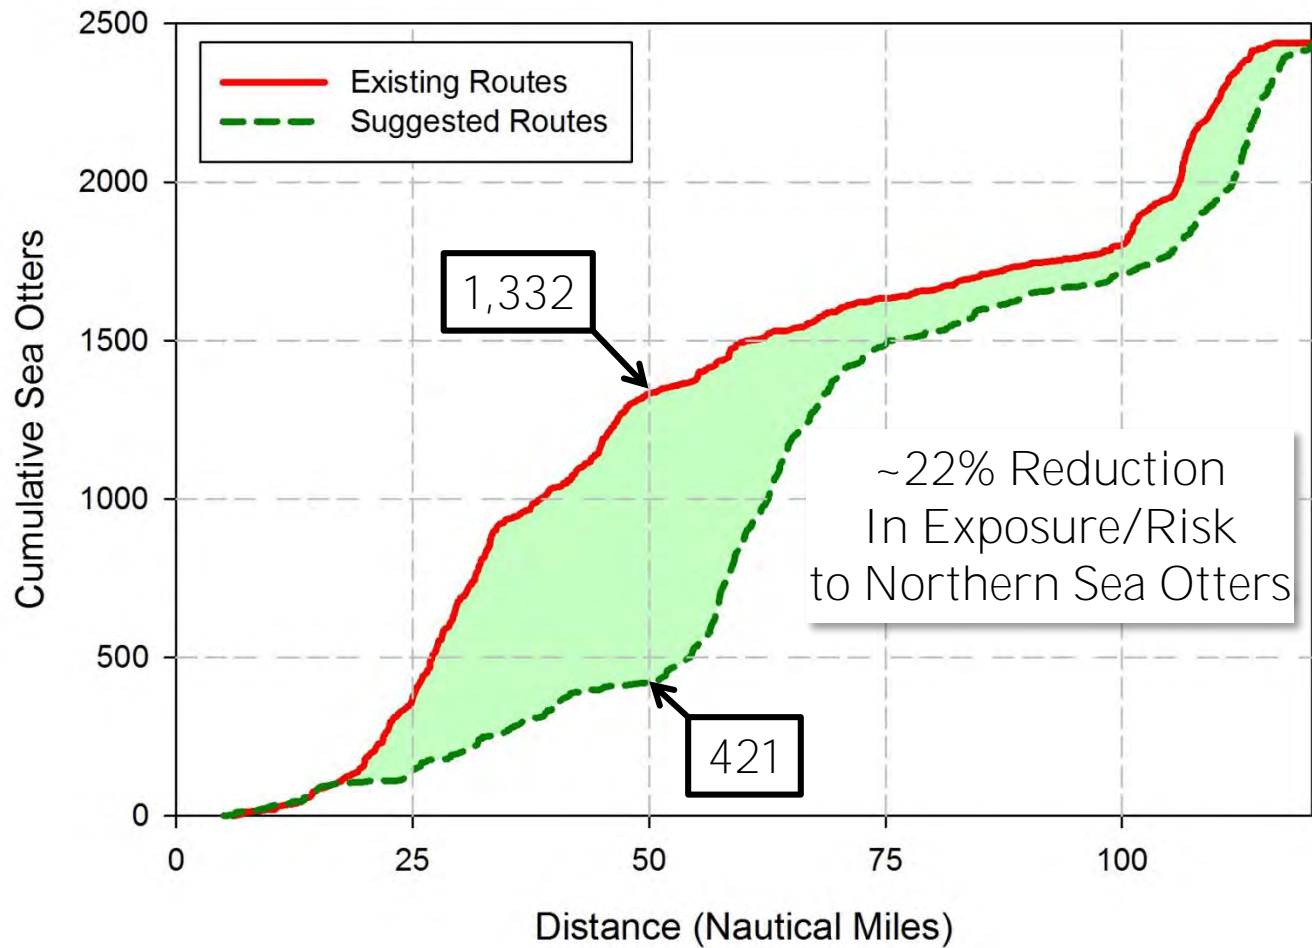 2500
2000
1500
1000
500
0
Cumulative Sea Otters
Existing Routes
Suggested Routes
1,332
421
~22% Reduction
In Exposure/Risk
to Northern Sea Otters
0 25 50 75 100
Distance (Nautical Miles)